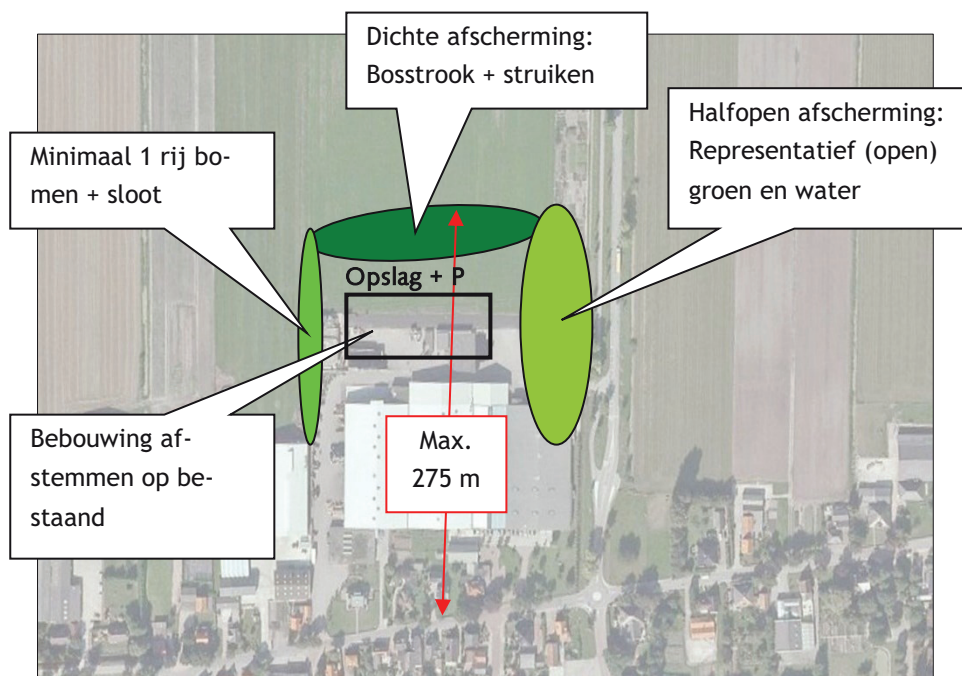 Dichte afscherming:
Bosstrook + struiken
Halfopen afscherming:
Representatief (open)
groen en water
Minimaal 1 rij bo-
men + sloot
Opslag + P
Bebouwing af-
stemmen op be-
staand
Max.
275 m